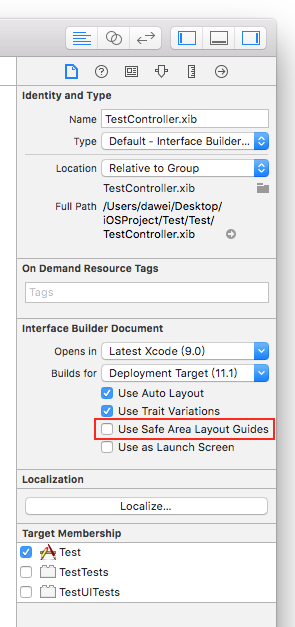 Identity and Type
Name TestController.xib
Type Default - Interface Builder...
Location Relative to Group
TestController.xib
Full Path /Users/dawei/Desktop/
iOSProject/Test/Test/
TestController.xib
On Demand Resource Tags
Tags
Interface Builder Document
Opens in Latest Xcode (9.0)
Builds for Deployment Target (11.1)
Use Auto Layout
Use Trait Variations
Use Safe Area Layout Guides
Use as Launch Screen
Localization
Localize...
Target Membership
Test
TestTests
TestUITests